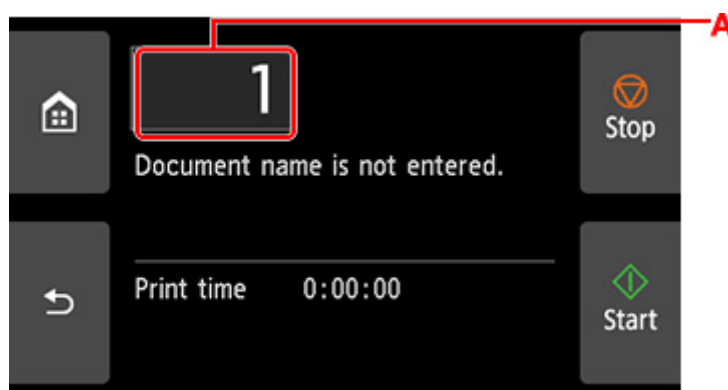 A
1
Stop
Document name is not entered.
Print time 0:00:00
Start